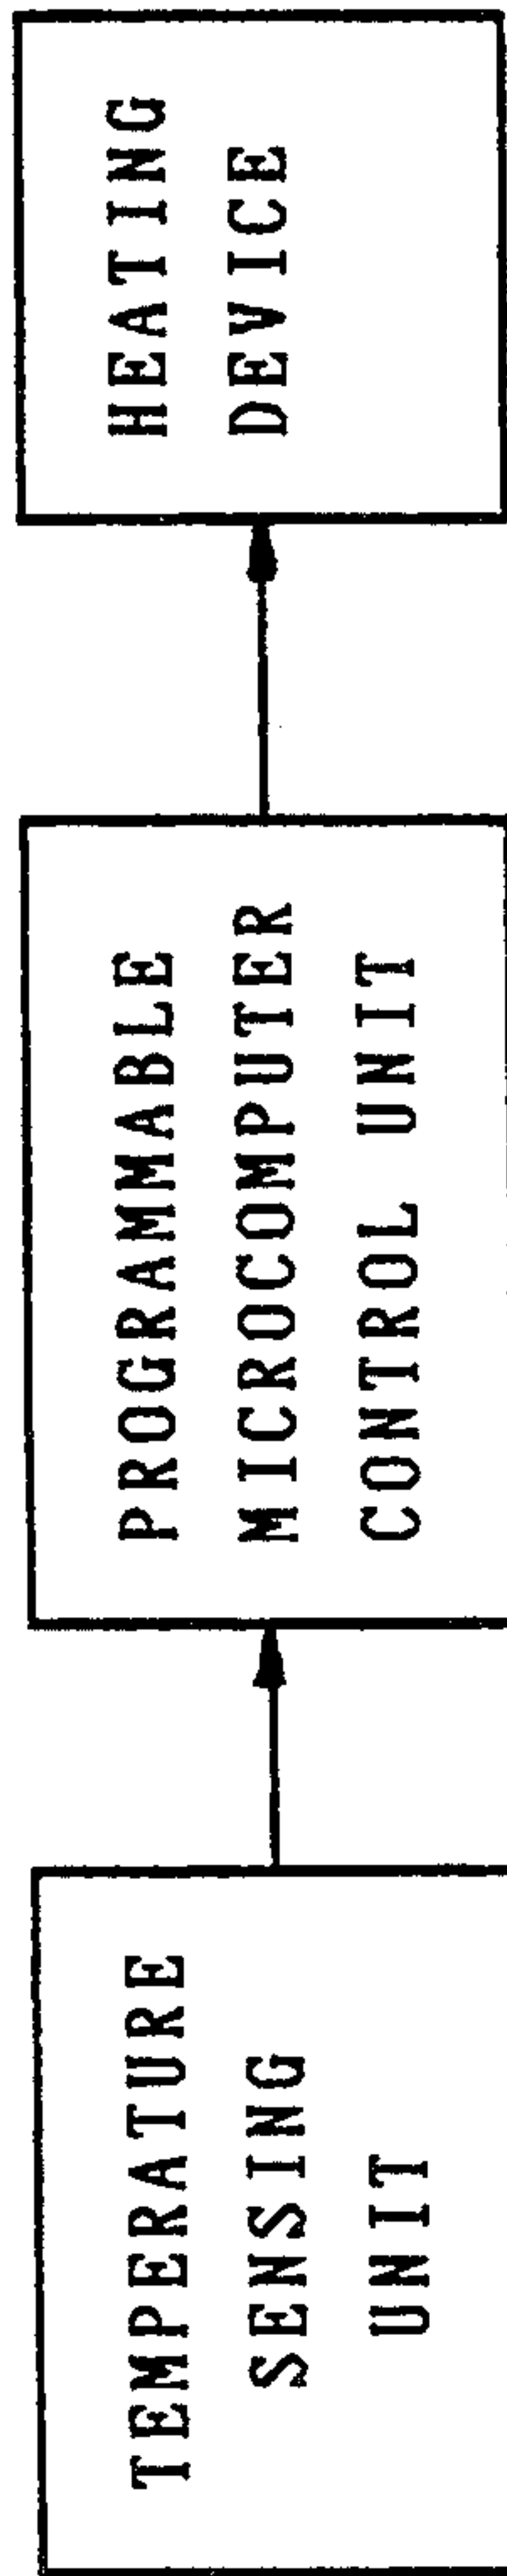 TEMPERATURE
SENSING
UNIT
PROGRAMMABLE
MICROCOMPUTER
CONTROL UNIT
HEATING
DEVICE